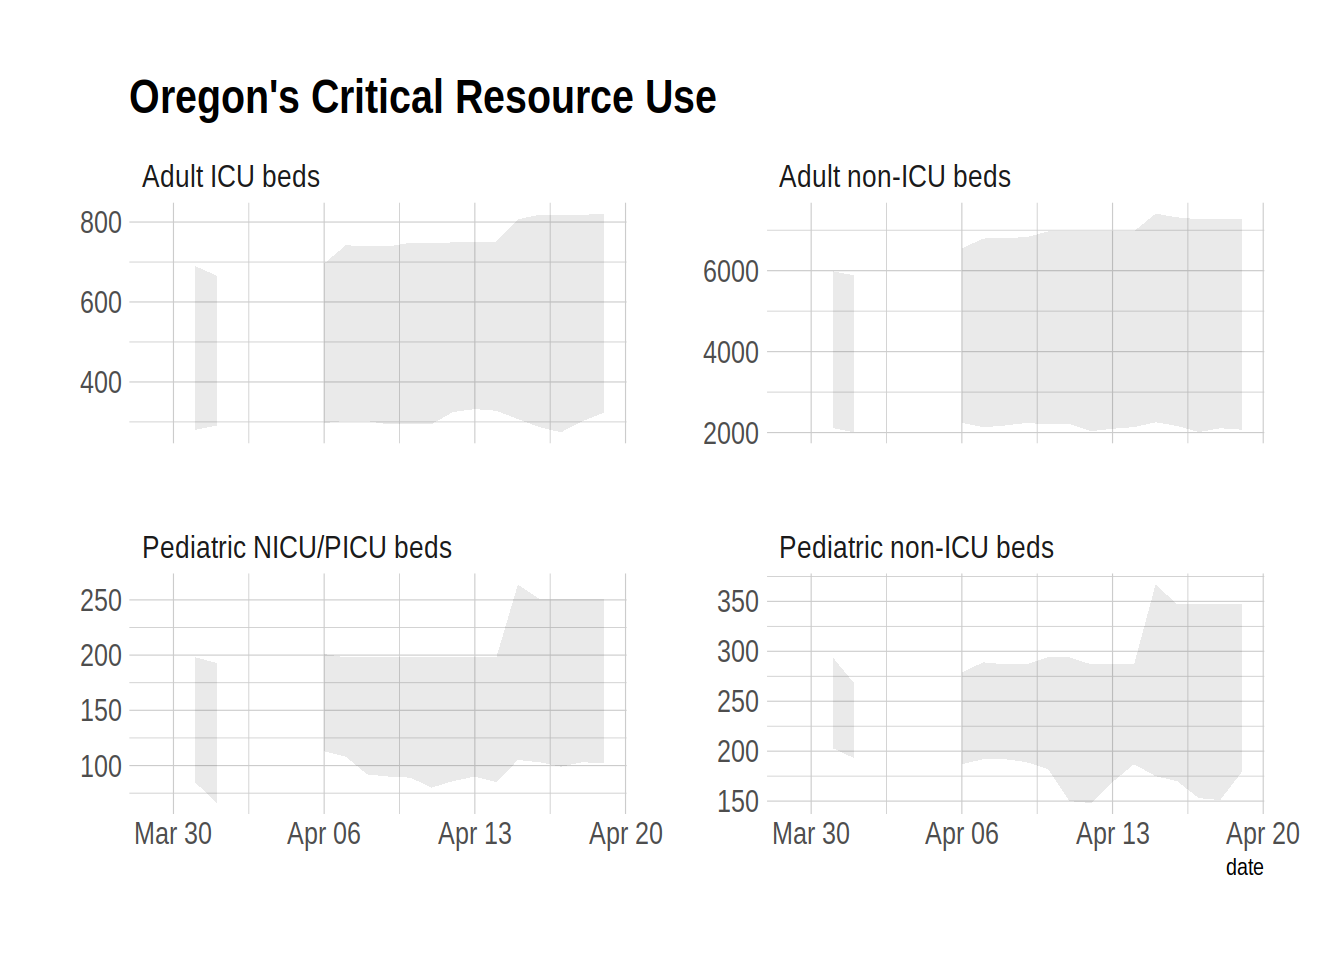 Oregon's Critical Resource Use
Adult ICU beds
Adult non-ICU beds
800
600
400
6000
4000
2000
Pediatric NICU/PICU beds
Pediatric non-ICU beds
250
200
150
100
350
300
250
200
150
Mar 30 Apr 06 Apr 13 Apr 20
Mar 30 Apr 06 Apr 13 Apr 20
date